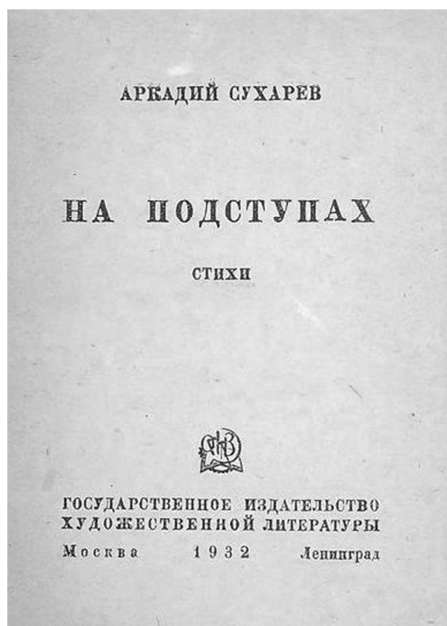 АРКАДИЙ СУХАРЕВ
НА ПОДСТУПАХ
СТИХИ
ГОСУДАРСТВЕННОЕ ИЗДАТЕЛЬСТВО
ХУДОЖЕСТВЕННОЙ ЛИТЕРАТУРЫ
Москва 1932 Ленинград